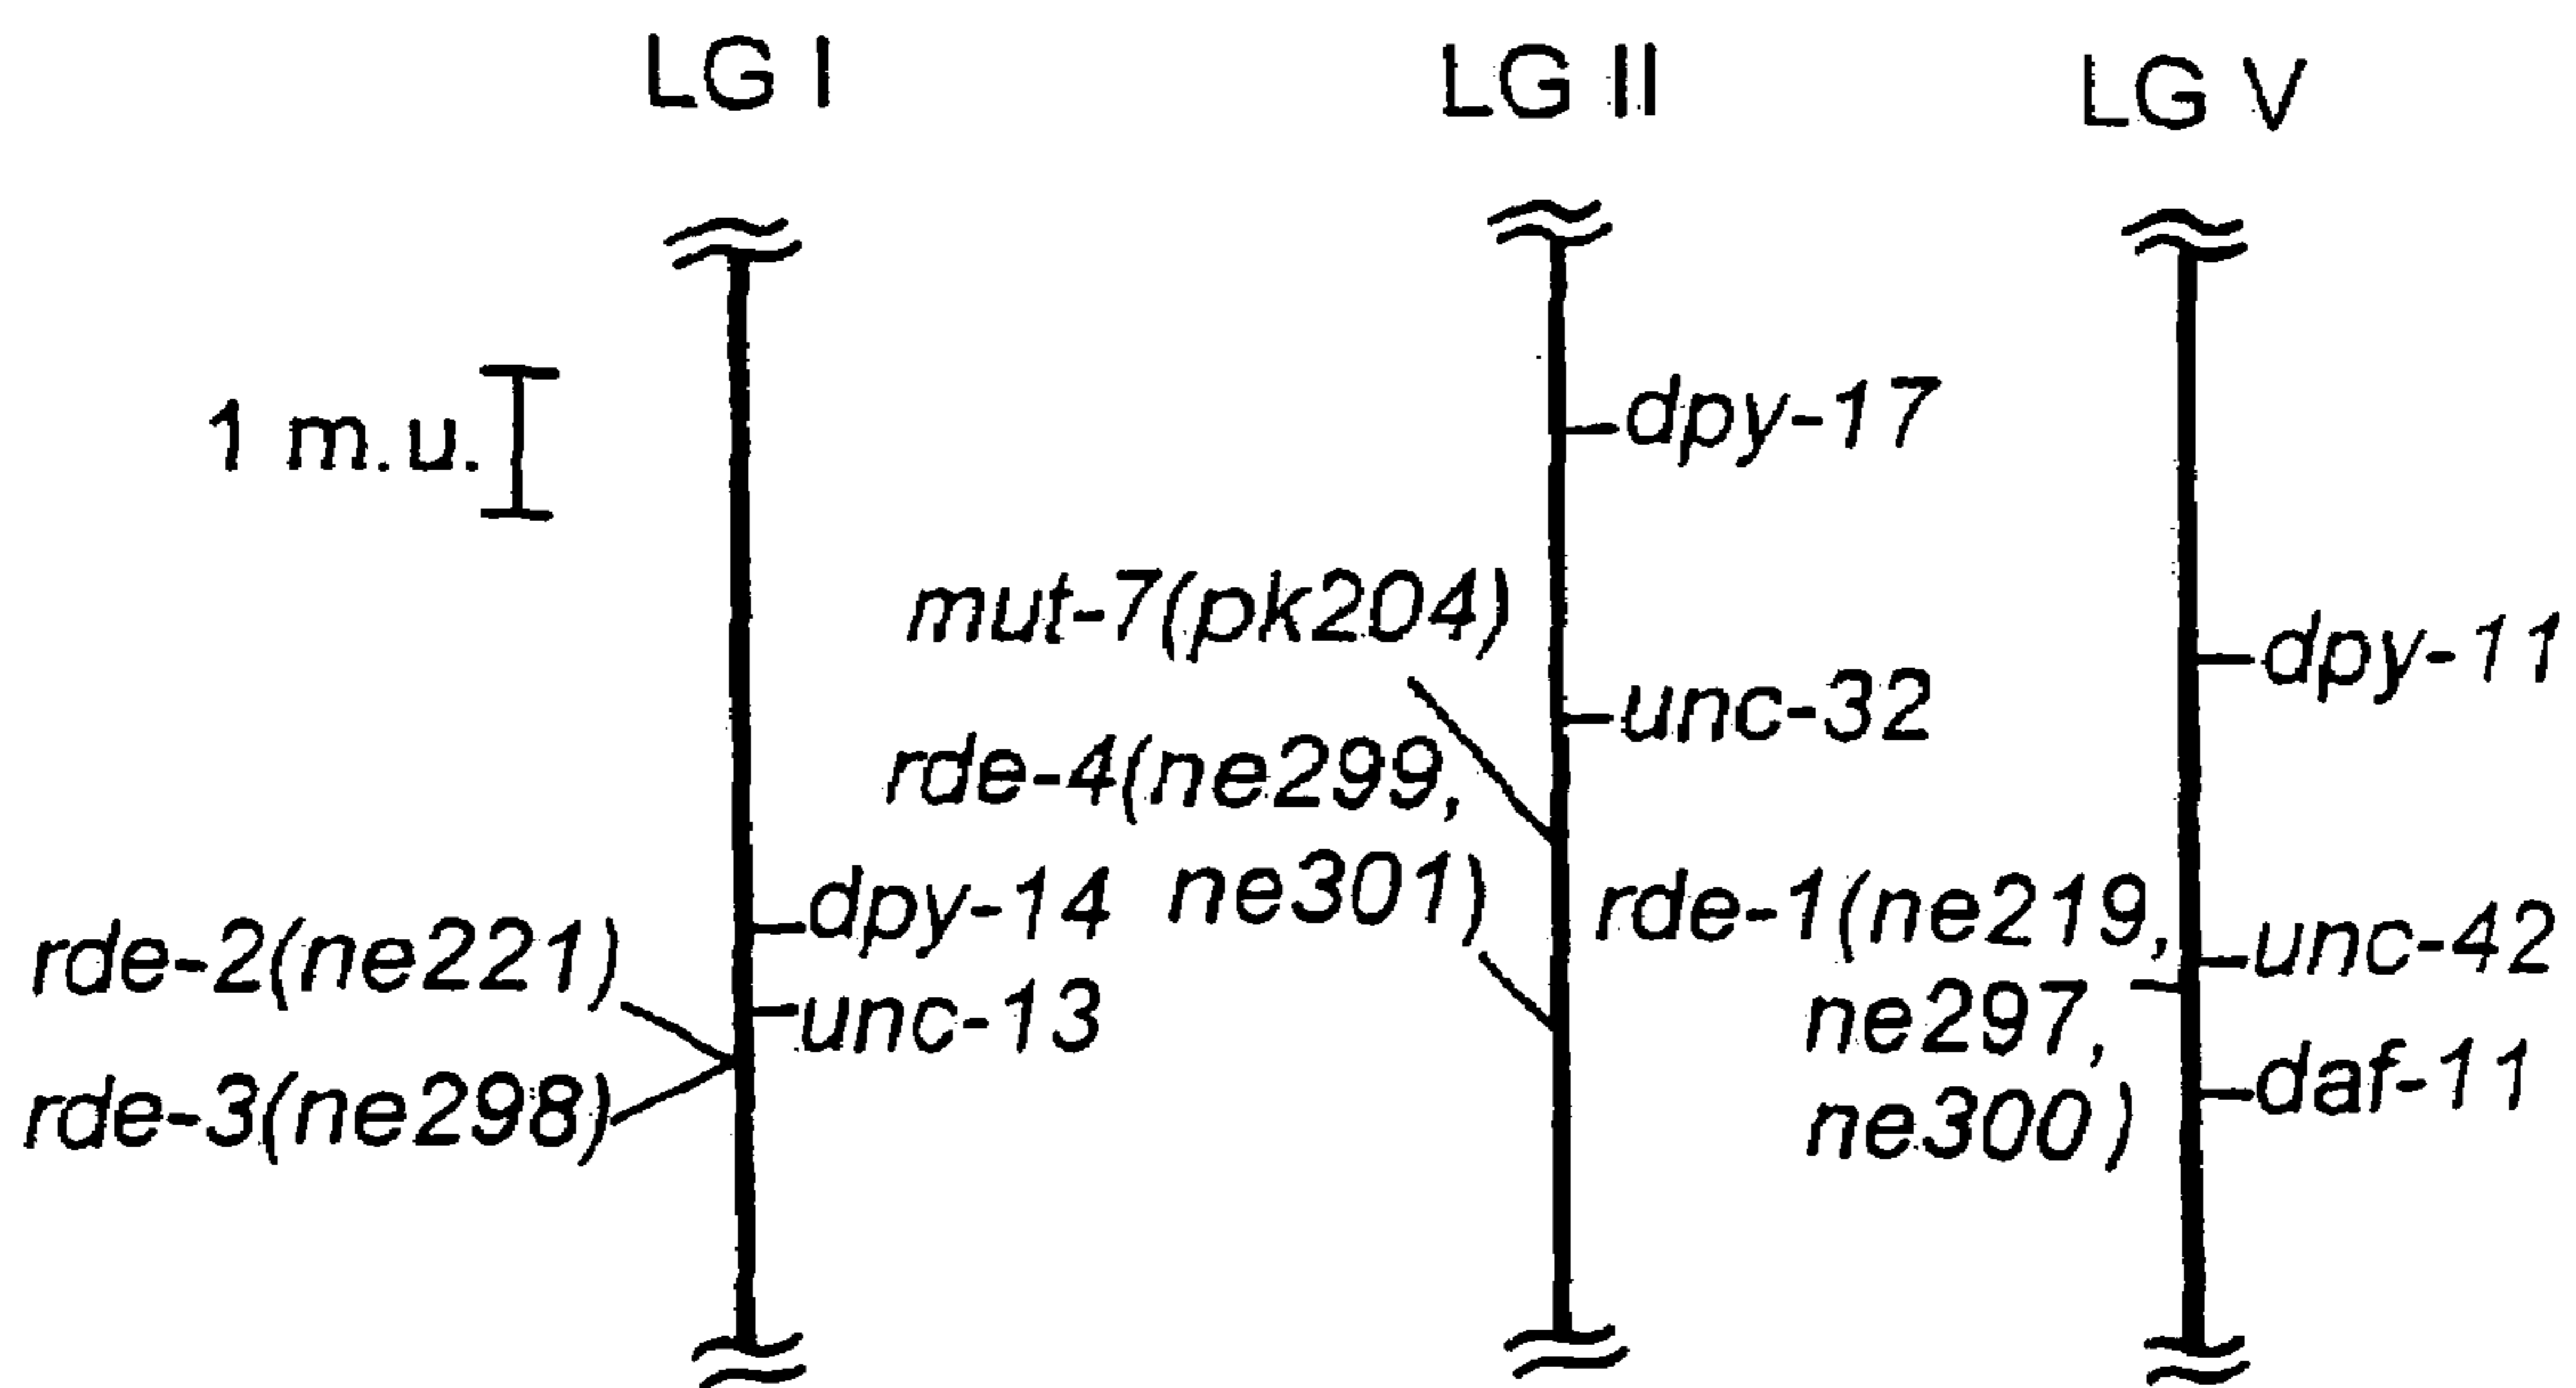 LG I
LG II
LG V
1 m.u.
dpy-17
mut-7(pk204)
unc-32
dpy-11
rde-4(ne299,
ne301)
dpy-14
unc-13
rde-2(ne221)
rde-3(ne298)
rde-1(ne219,
ne297,
ne300)
unc-42
daf-11